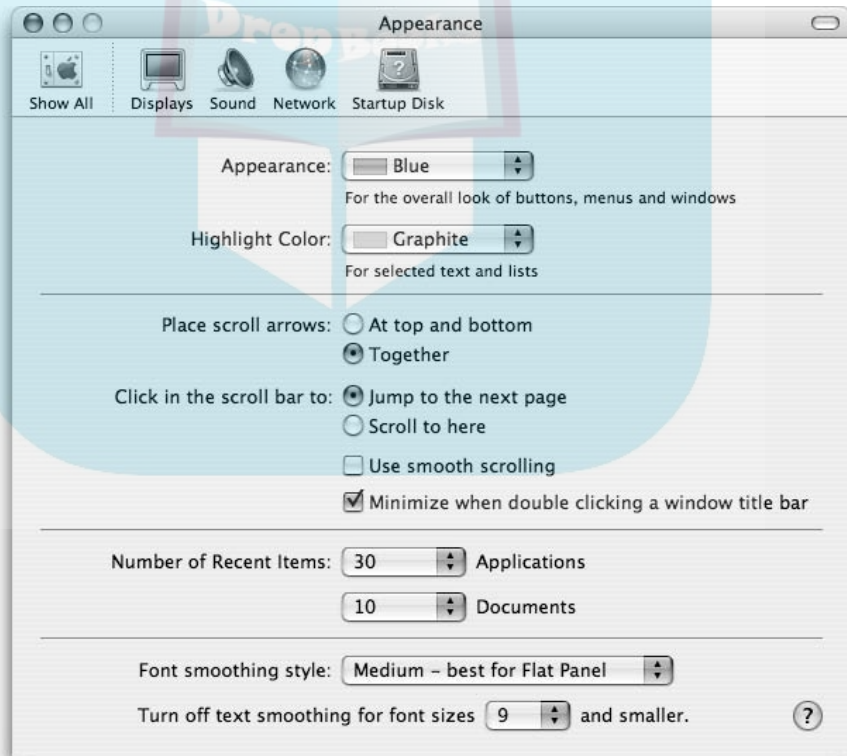 Appearance
Drop Books
Show All Displays Sound Network Startup Disk
Appearance: Blue
For the overall look of buttons, menus and windows
Highlight Color: Graphite
For selected text and lists
Place scroll arrows: At top and bottom
Together
Click in the scroll bar to: Jump to the next page
Scroll to here
Use smooth scrolling
Minimize when double clicking a window title bar
Number of Recent Items: 30 Applications
10 Documents
Font smoothing style: Medium – best for Flat Panel
Turn off text smoothing for font sizes 9 and smaller. ?